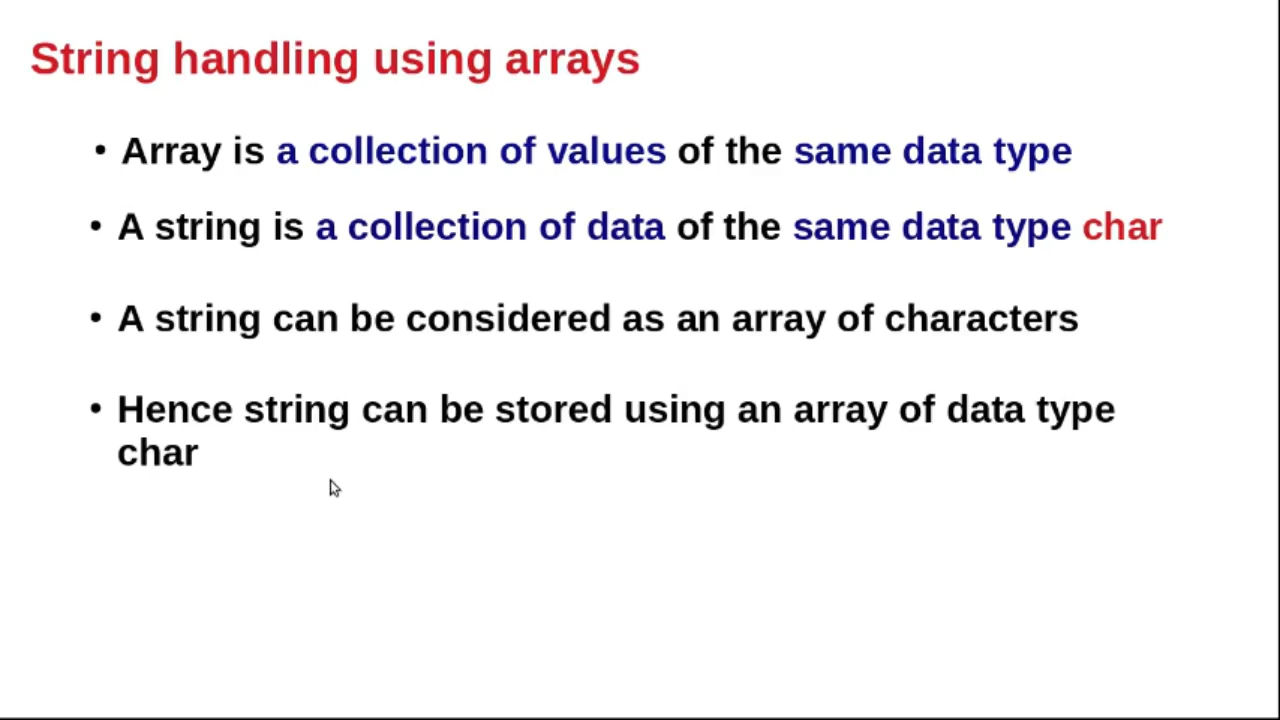 String handling using arrays
• Array is a collection of values of the same data type
• A string is a collection of data of the same data type char
• A string can be considered as an array of characters
• Hence string can be stored using an array of data type
char